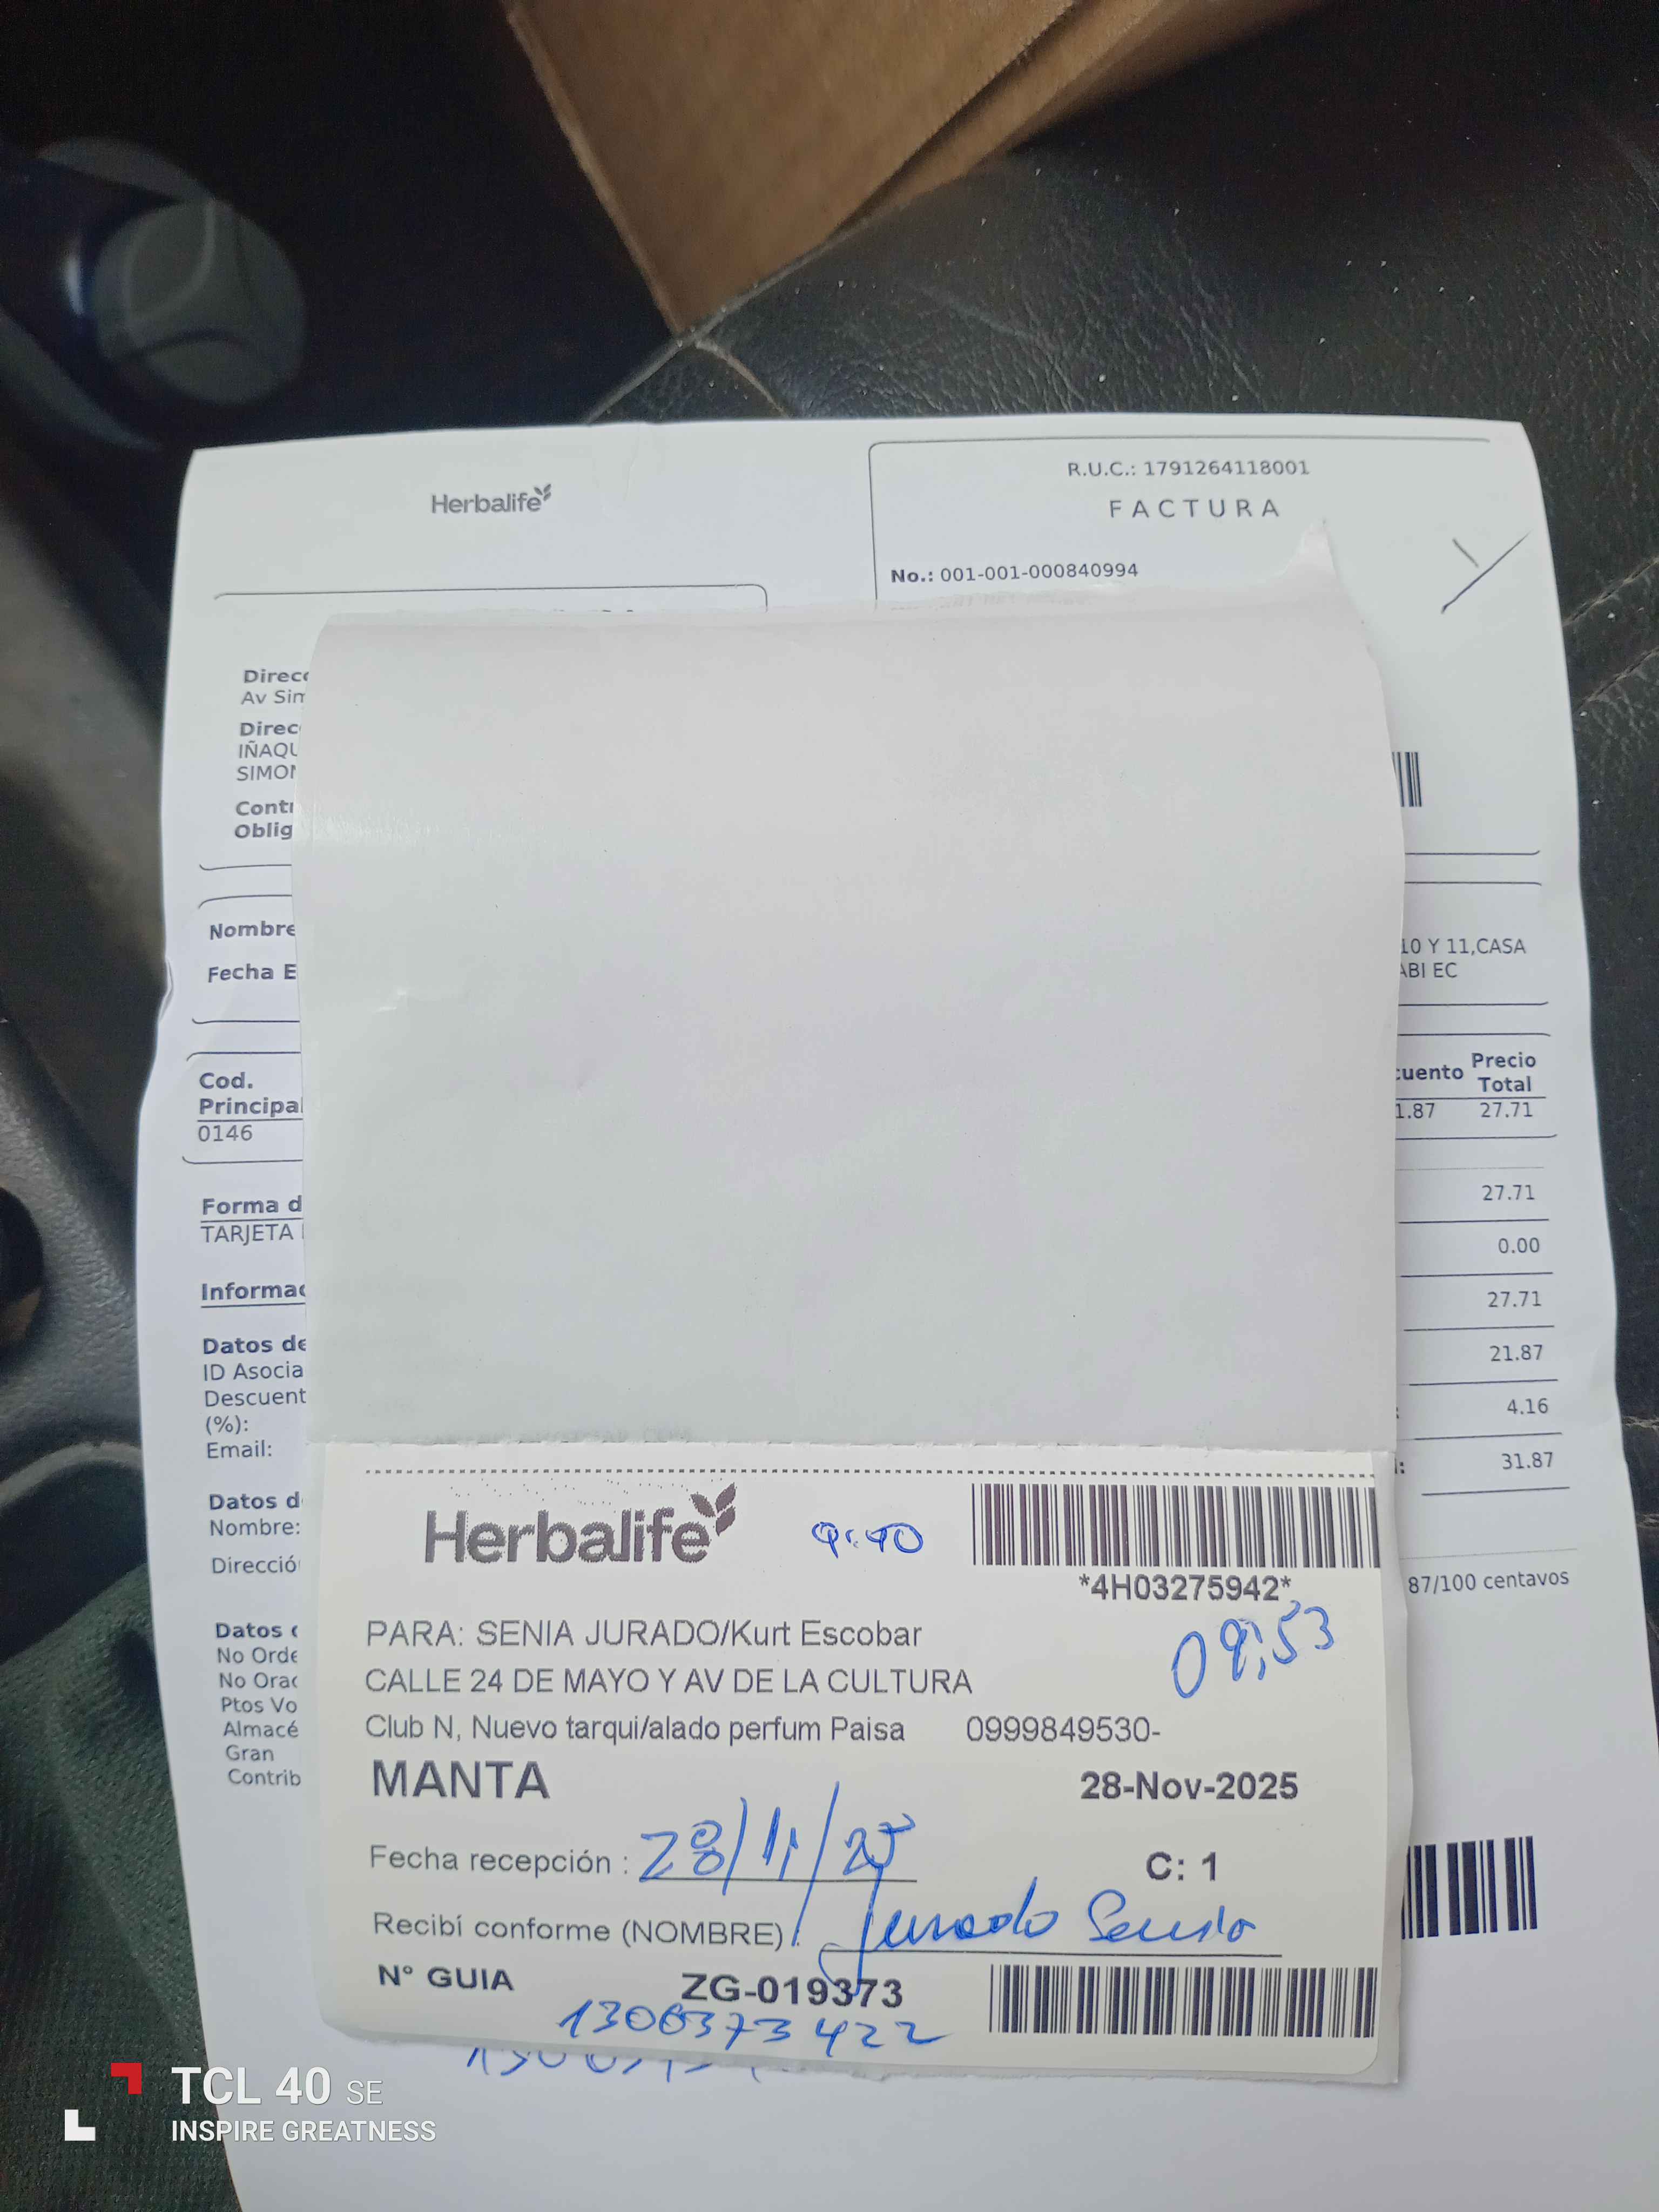 Herbalife
R.U.C.: 1791264118001
FACTURA
No.: 001-001-000840994
Direcc
Av Sim
Direc
IÑAQU
SIMON
Contr
Oblig
Nombre
Fecha E
10 Y 11,CASA
ABI EC
Cod.
Principal
0146
cuento
Precio
Total
1.87 27.71
Forma d
TARJETA
27.71
0.00
Informac
27.71
Datos de
21.87
ID Asocia
Descuent
(%):
4.16
Email:
31.87
Datos d
Nombre:
Direcció
87/100 centavos
Datos
No Orde
No Orac
Ptos Vo
Almacé
Gran
Contrib
Herbalife
9:40
*4H03275942*
09:53
PARA: SENIA JURADO/Kurt Escobar
CALLE 24 DE MAYO Y AV DE LA CULTURA
Club N, Nuevo tarqui/alado perfum Paisa 0999849530-
MANTA 28-Nov-2025
Fecha recepción : 28/11/25 C: 1
Recibí conforme (NOMBRE): Jurado Senia
N° GUIA ZG-019373
1306373422
TCL 40 SE
INSPIRE GREATNESS